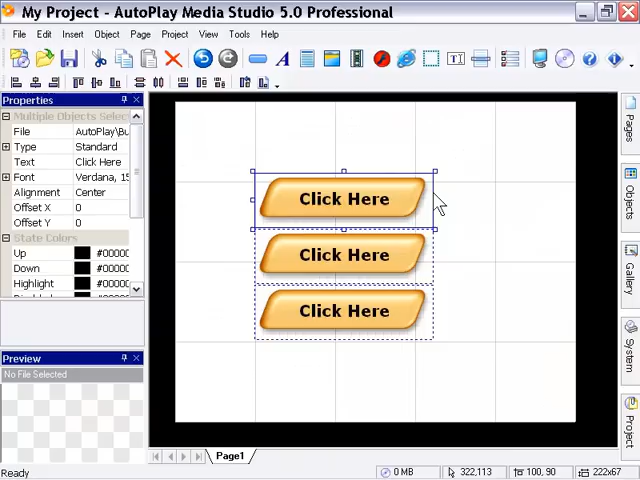 My Project - AutoPlay Media Studio 5.0 Professional
File Edit Insert Object Page Project View Tools Help
Properties
Multiple Objects Selec
File AutoPlay\Bu
Type Standard
Text Click Here
Font Verdana, 15
Alignment Center
Offset X 0
Offset Y 0
State Colors
Up #00000
Down #00000
Highlight #00000
Preview
No File Selected
Click Here
Click Here
Click Here
Pages
Objects
Gallery
System
Project
Page1
Ready
0 MB
322,113
100, 90
222x67